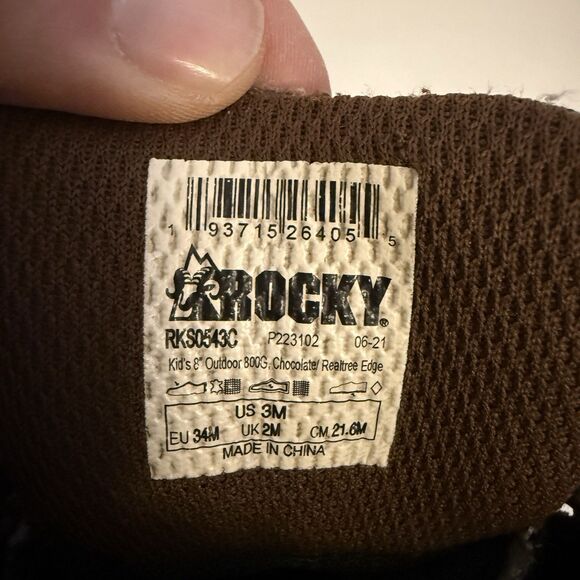 1 93715 26405 5
ROCKY®
RKS0543C P223102 06-21
Kid's 8" Outdoor 800G, Chocolate/ Realtree Edge
US 3M
EU 34M UK 2M CM 21.6M
MADE IN CHINA